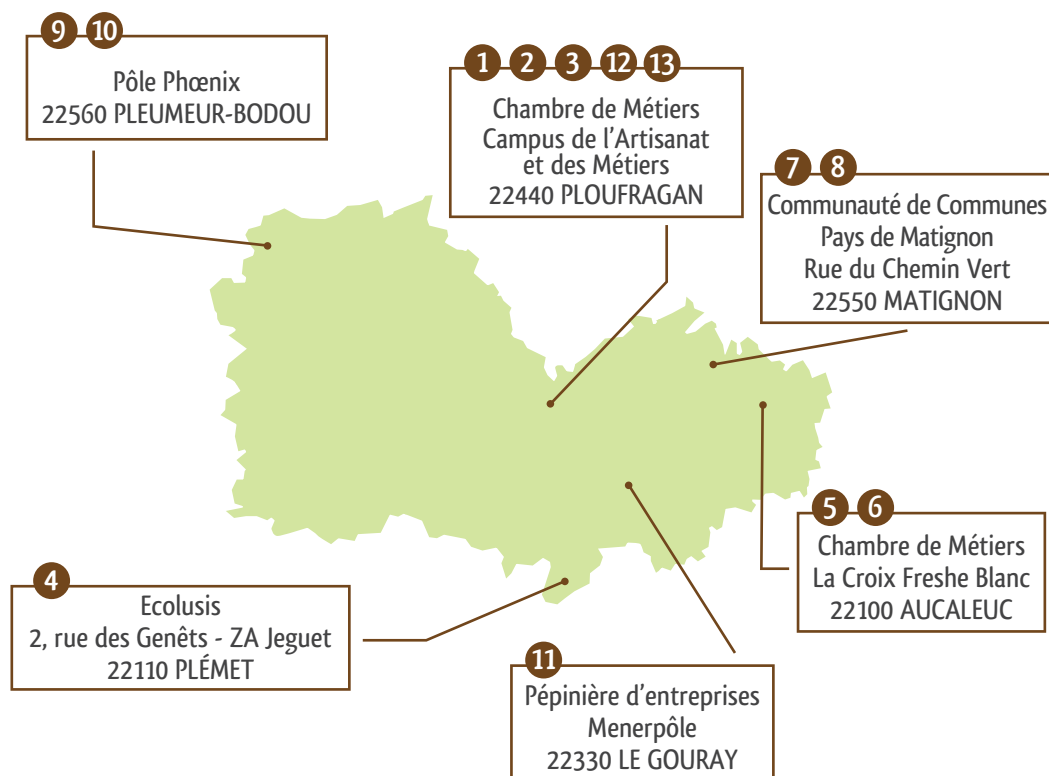 9 10
Pôle Phœnix
22560 PLEUMEUR-BODOU
1 2 3 12 13
Chambre de Métiers
Campus de l'Artisanat
et des Métiers
22440 PLOUFRAGAN
7 8
Communauté de Communes
Pays de Matignon
Rue du Chemin Vert
22550 MATIGNON
5 6
Chambre de Métiers
La Croix Freshe Blanc
22100 AUCALEUC
4
Ecolusis
2, rue des Genêts - ZA Jeguet
22110 PLÉMET
11
Pépinière d'entreprises
Menerpôle
22330 LE GOURAY